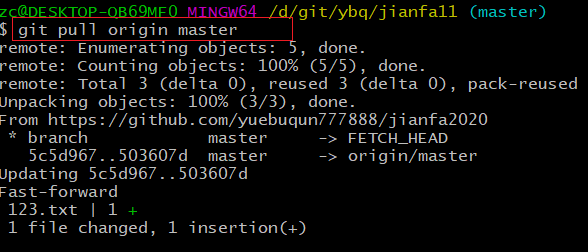 zc@DESKTOP-QB69MF0 MINGW64 /d/git/ybq/jianfa11 (master)
$ git pull origin master
remote: Enumerating objects: 5, done.
remote: Counting objects: 100% (5/5), done.
remote: Total 3 (delta 0), reused 3 (delta 0), pack-reused
Unpacking objects: 100% (3/3), done.
From https://github.com/yuebuqun777888/jianfa2020
 * branch            master     -> FETCH_HEAD
   5c5d967..503607d  master     -> origin/master
Updating 5c5d967..503607d
Fast-forward
 123.txt | 1 +
 1 file changed, 1 insertion(+)